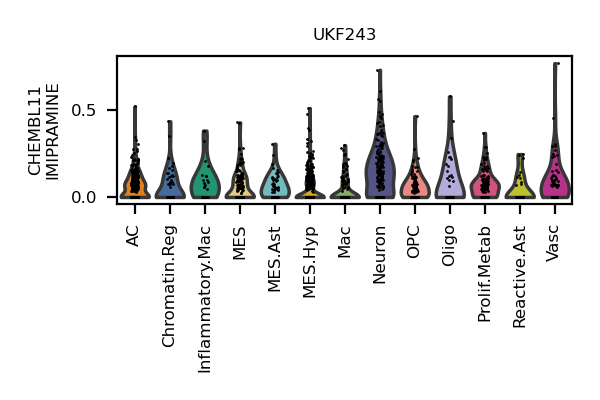 UKF243
CHEMBL11
IMIPRAMINE
0.5
0.0
AC
Chromatin.Reg
Inflammatory.Mac
MES
MES.Ast
MES.Hyp
Mac
Neuron
OPC
Oligo
Prolif.Metab
Reactive.Ast
Vasc